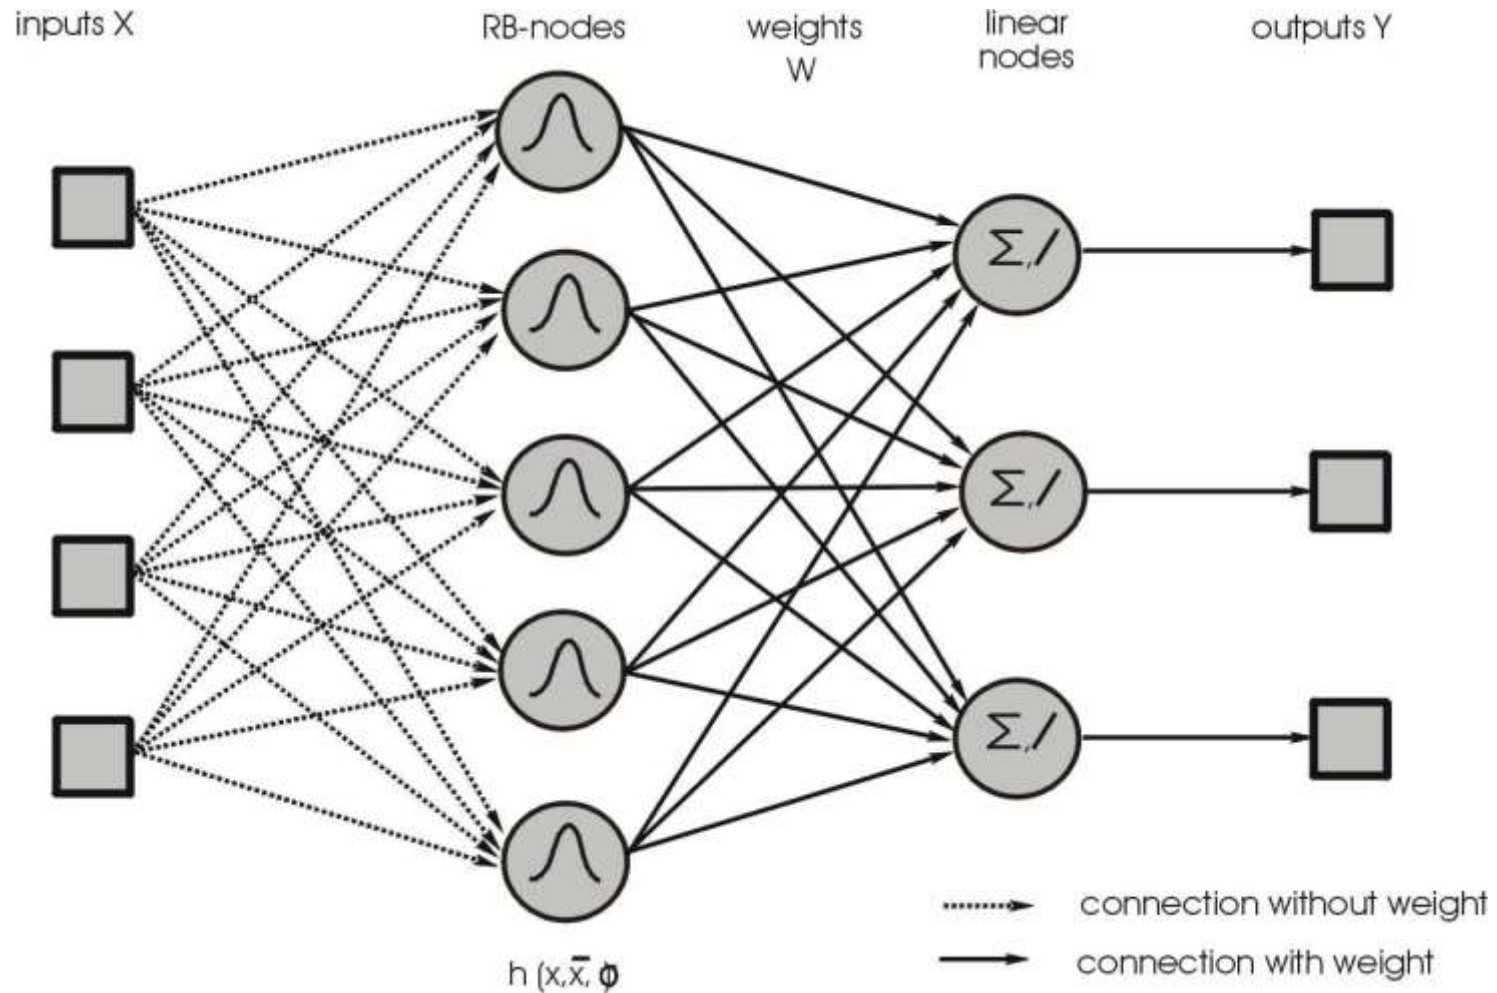 inputs X
RB-nodes
weights
W
linear
nodes
outputs Y
Σ,/
Σ,/
Σ,/
connection without weight
connection with weight
h (x,x̄,